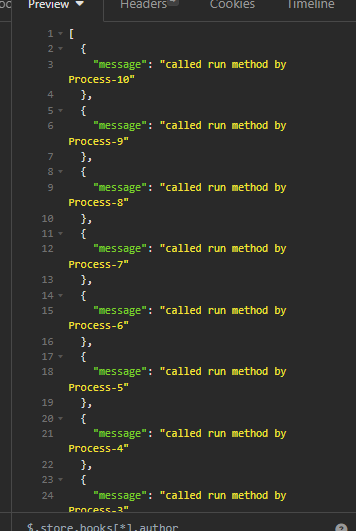 Preview Headers 4 Cookies Timeline
1 [
2 {
3 "message": "called run method by
Process-10"
4 },
5 {
6 "message": "called run method by
Process-9"
7 },
8 {
9 "message": "called run method by
Process-8"
10 },
11 {
12 "message": "called run method by
Process-7"
13 },
14 {
15 "message": "called run method by
Process-6"
16 },
17 {
18 "message": "called run method by
Process-5"
19 },
20 {
21 "message": "called run method by
Process-4"
22 },
23 {
24 "message": "called run method by
Process-3"
$.store.books[*].author